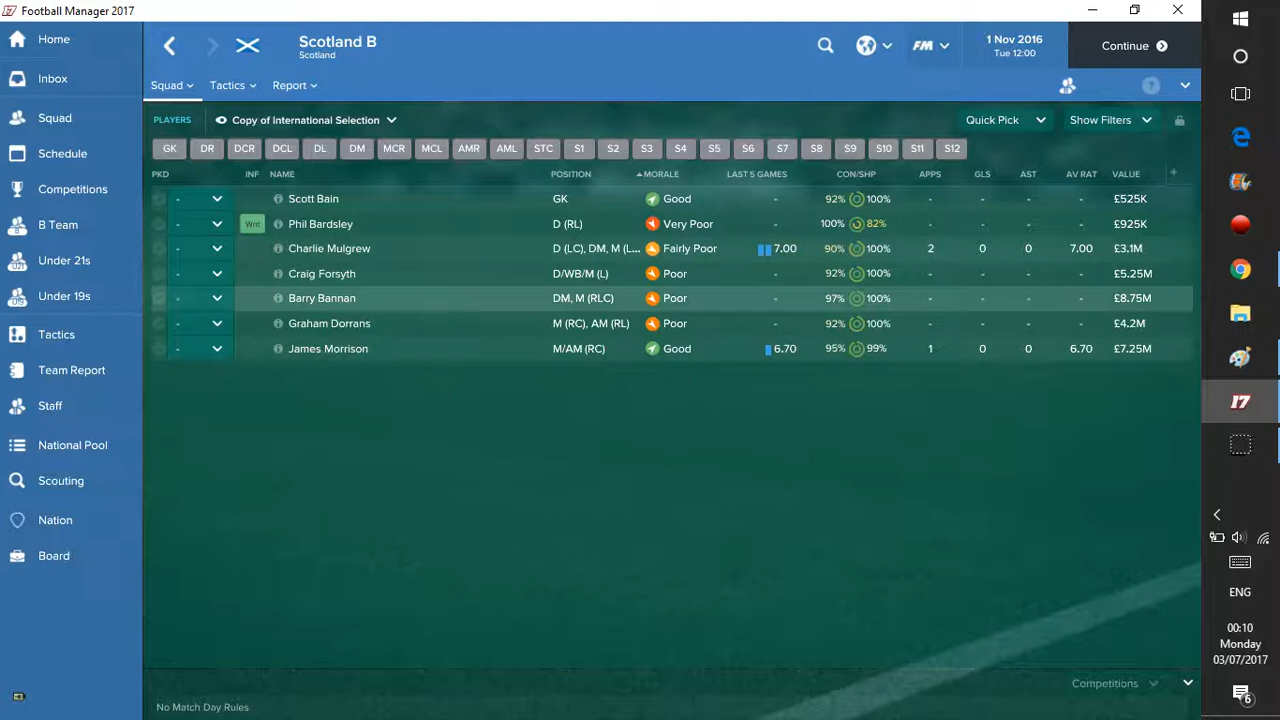 17 Football Manager 2017
Home
Inbox
Squad
Schedule
Competitions
B Team
Under 21s
Under 19s
Tactics
Team Report
Staff
National Pool
Scouting
Nation
Board
Scotland B
Scotland
FM
1 Nov 2016
Tue 12:00
Continue
Squad Tactics Report
PLAYERS Copy of International Selection Quick Pick Show Filters
GK DR DCR DCL DL DM MCR MCL AMR AML STC S1 S2 S3 S4 S5 S6 S7 S8 S9 S10 S11 S12
PKD INF NAME POSITION MORALE LAST 5 GAMES CON/SHP APPS GLS AST AV RAT VALUE
- Scott Bain GK Good - 92% 100% - - - - £525K
- Wnt Phil Bardsley D (RL) Very Poor - 100% 82% - - - - £925K
- Charlie Mulgrew D (LC), DM, M (L... Fairly Poor 7.00 90% 100% 2 0 0 7.00 £3.1M
- Craig Forsyth D/WB/M (L) Poor - 92% 100% - - - - £5.25M
- Barry Bannan DM, M (RLC) Poor - 97% 100% - - - - £8.75M
- Graham Dorrans M (RC), AM (RL) Poor - 92% 100% - - - - £4.2M
- James Morrison M/AM (RC) Good 6.70 95% 99% 1 0 0 6.70 £7.25M
Competitions
No Match Day Rules
17
ENG
00:10
Monday
03/07/2017
6